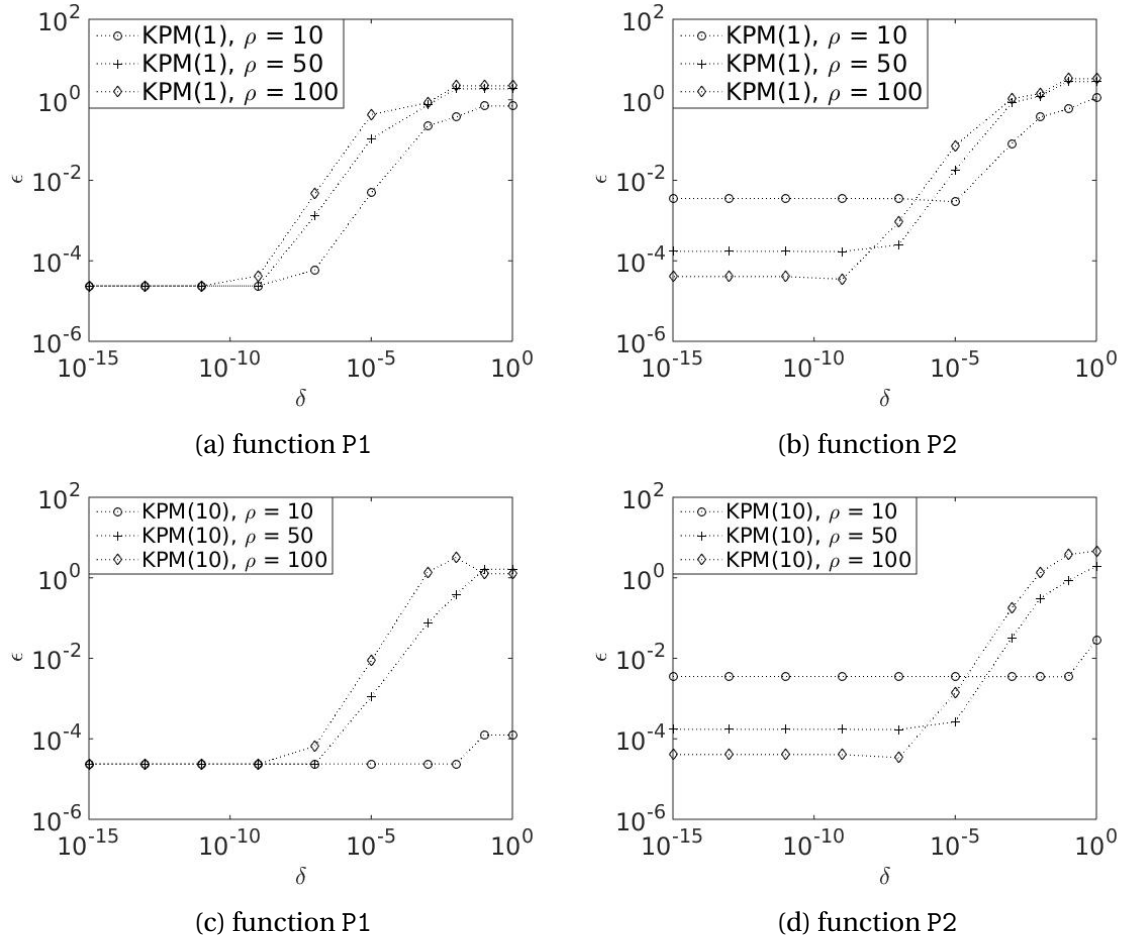 10^2
10^0
10^-2
10^-4
10^-6
ϵ
KPM(1), ρ = 10
KPM(1), ρ = 50
KPM(1), ρ = 100
10^-15
10^-10
10^-5
10^0
δ
(a) function P1
10^2
10^0
10^-2
10^-4
10^-6
ϵ
KPM(1), ρ = 10
KPM(1), ρ = 50
KPM(1), ρ = 100
10^-15
10^-10
10^-5
10^0
δ
(b) function P2
10^2
10^0
10^-2
10^-4
10^-6
ϵ
KPM(10), ρ = 10
KPM(10), ρ = 50
KPM(10), ρ = 100
10^-15
10^-10
10^-5
10^0
δ
(c) function P1
10^2
10^0
10^-2
10^-4
10^-6
ϵ
KPM(10), ρ = 10
KPM(10), ρ = 50
KPM(10), ρ = 100
10^-15
10^-10
10^-5
10^0
δ
(d) function P2